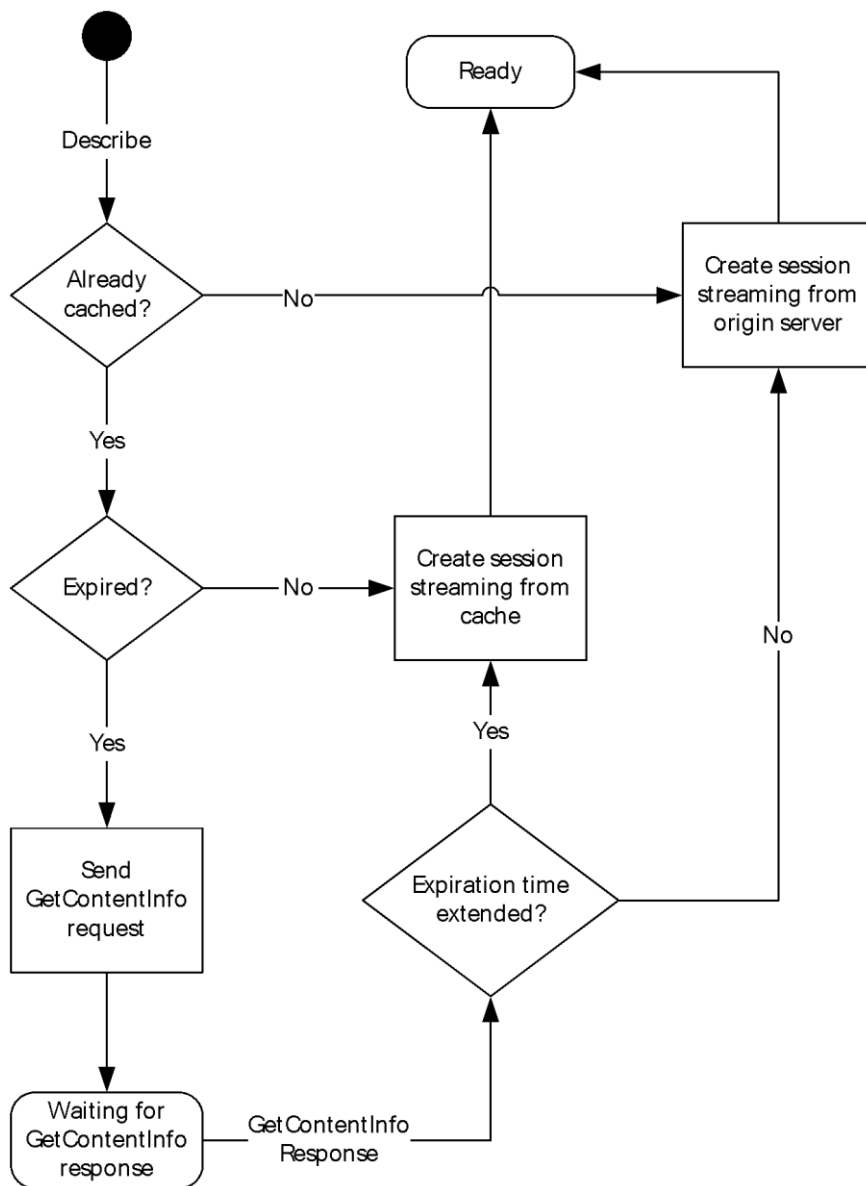 Ready
Describe
Already
cached?
No
Create session
streaming from
origin server
Yes
Expired?
No
Create session
streaming from
cache
No
Yes
Yes
Send
GetContentInfo
request
Expiration time
extended?
Waiting for
GetContentInfo
response
GetContentInfo
Response